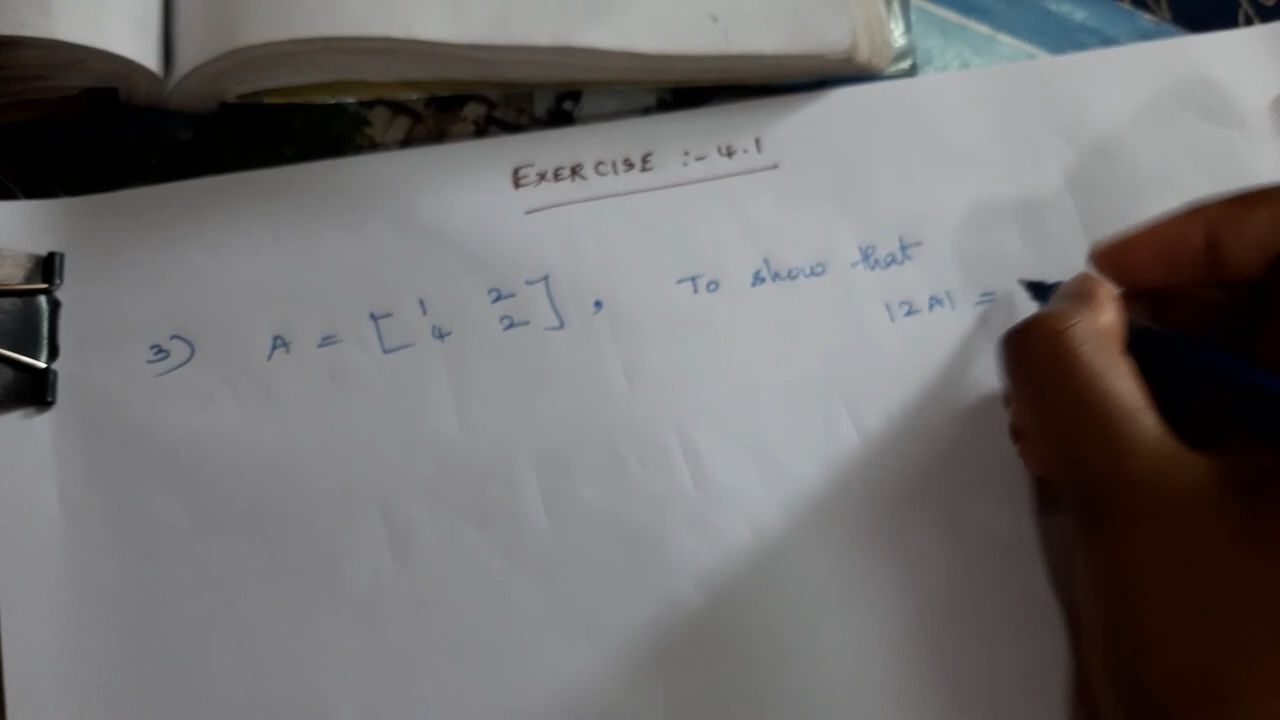 EXERCISE :- 4.1
3) A = [ 1 2 ], To show that
4 2 |2A| =